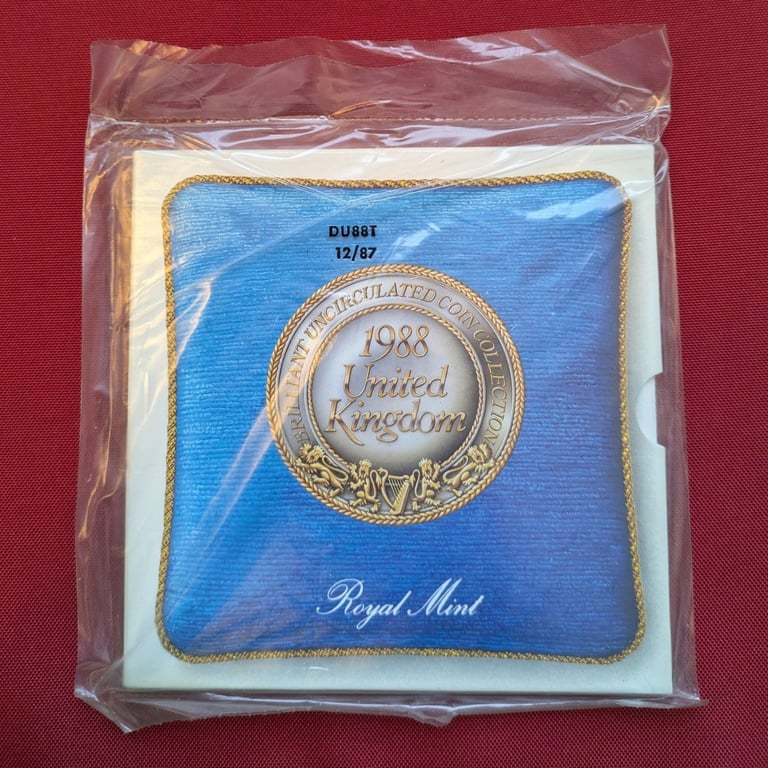 DU88T
12/87
BRILLIANT UNCIRCULATED COIN COLLECTION
1988
United
Kingdom
Royal Mint